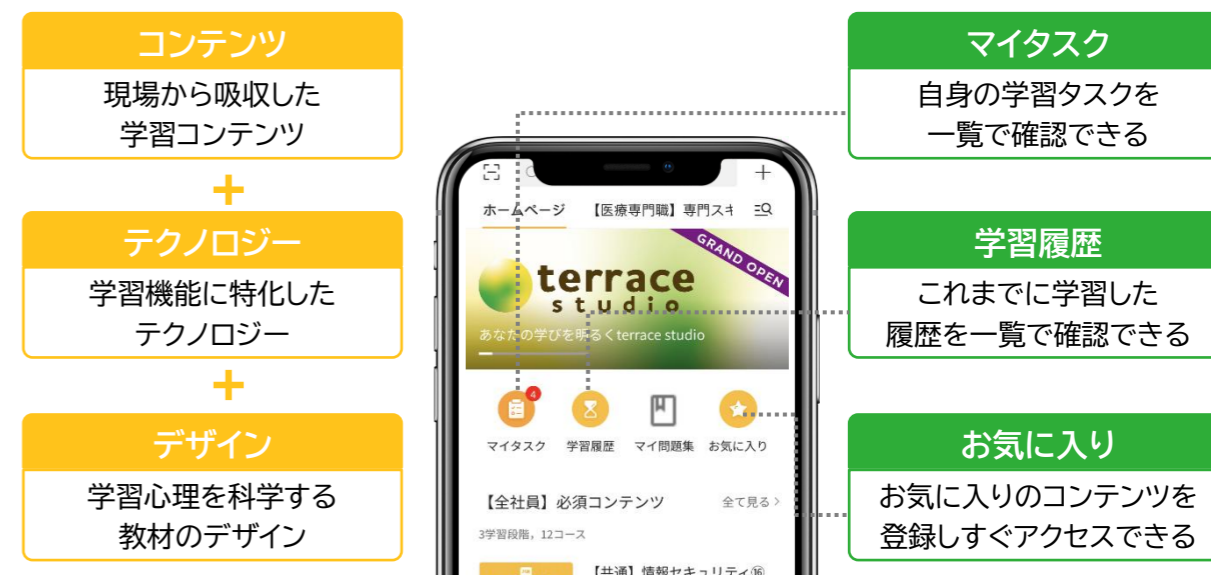 コンテンツ
現場から吸収した
学習コンテンツ
+
テクノロジー
学習機能に特化した
テクノロジー
+
デザイン
学習心理を科学する
教材のデザイン
ホームページ 【医療専門職】専門スキ
GRAND OPEN
terrace
studio
あなたの学びを明るくterrace studio
4
マイタスク 学習履歴 マイ問題集 お気に入り
【全社員】必須コンテンツ 全て見る>
3学習段階，12コース
【共通】情報セキュリティ⑯
マイタスク
自身の学習タスクを
一覧で確認できる
学習履歴
これまでに学習した
履歴を一覧で確認できる
お気に入り
お気に入りのコンテンツを
登録しすぐアクセスできる